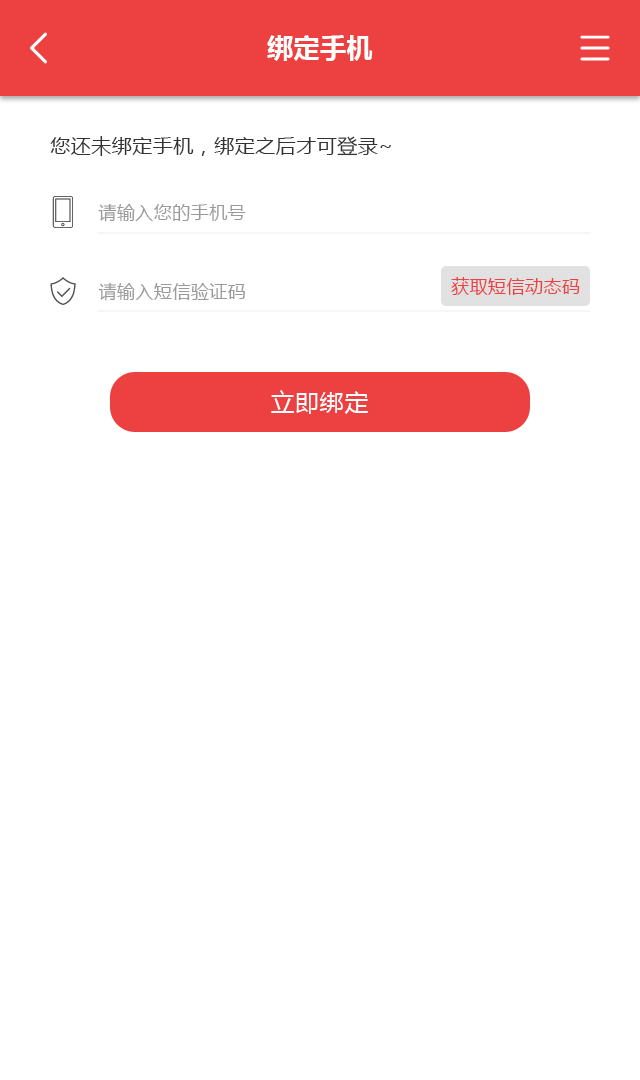 绑定手机
您还未绑定手机，绑定之后才可登录~
请输入您的手机号
请输入短信验证码
获取短信动态码
立即绑定